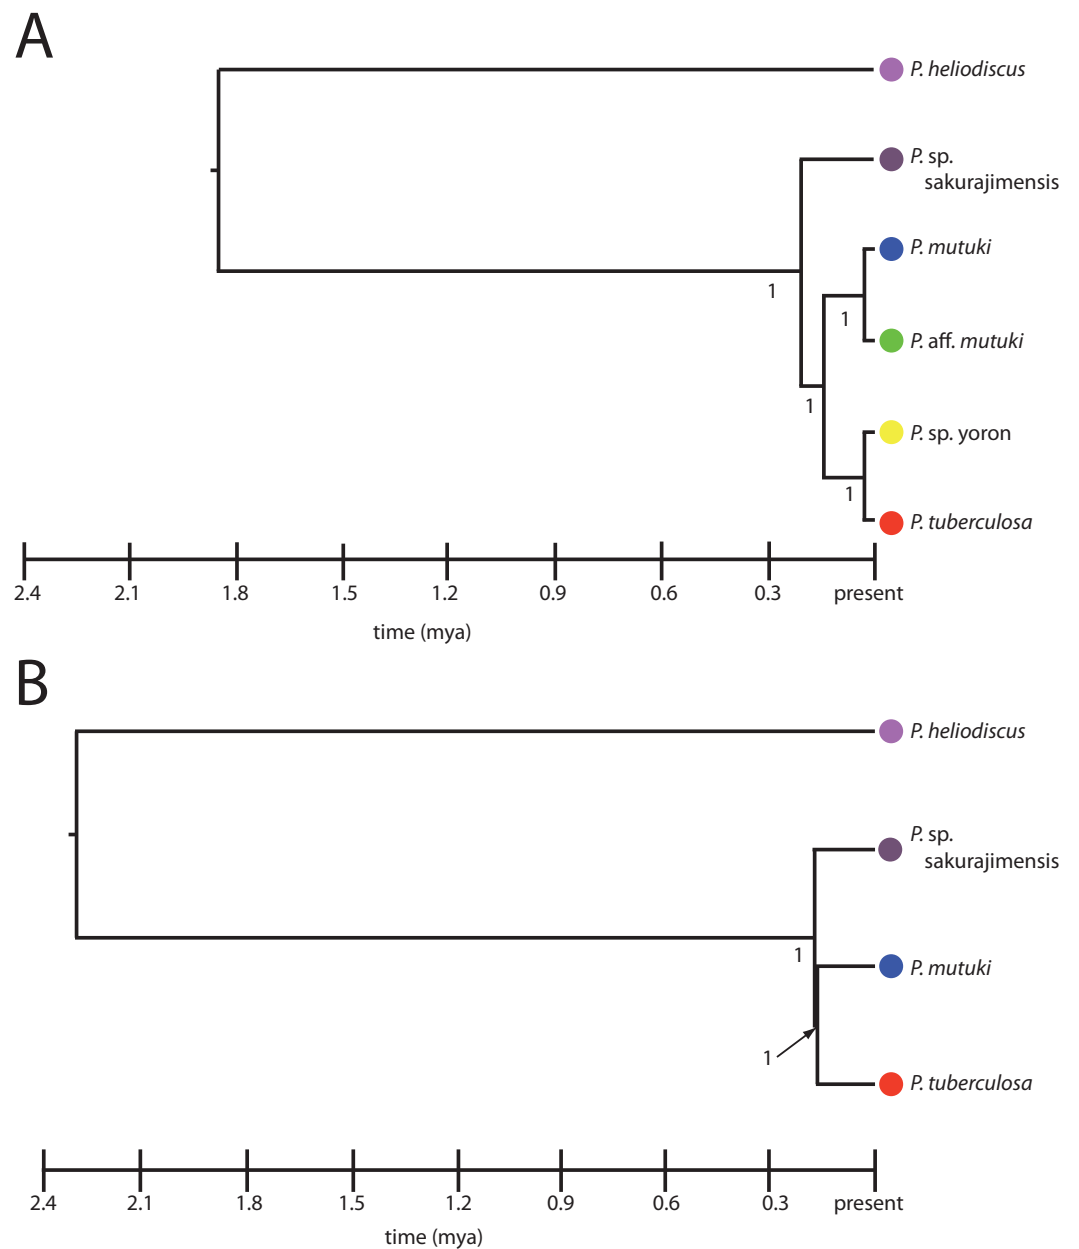 A
P. heliodiscus
P. sp.
sakurajimensis
P. mutuki
1
1
P. aff. mutuki
1
P. sp. yoron
1
P. tuberculosa
2.4 2.1 1.8 1.5 1.2 0.9 0.6 0.3 present
time (mya)
B
P. heliodiscus
P. sp.
sakurajimensis
1
P. mutuki
1
P. tuberculosa
2.4 2.1 1.8 1.5 1.2 0.9 0.6 0.3 present
time (mya)